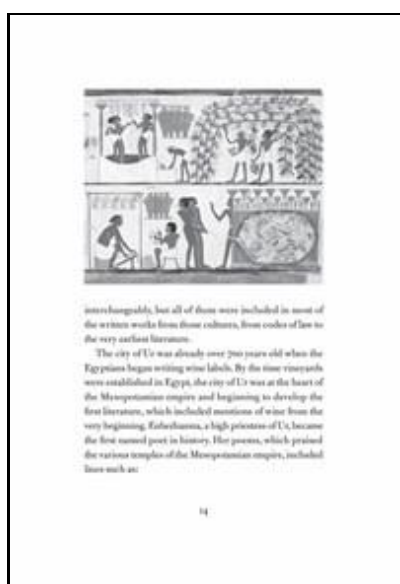 interchangeably, but all of them were included in most of
the written works from those cultures, from codes of law to
the very earliest literature.
The city of Ur was already over 700 years old when the
Egyptians began writing wine labels. By the time vineyards
were established in Egypt, the city of Ur was at the heart of
the Mesopotamian empire and beginning to develop the
first literature, which included mentions of wine from the
very beginning. Enheduanna, a high priestess of Ur, became
the first named poet in history. Her poems, which praised
the various temples of the Mesopotamian empire, included
lines such as:
14